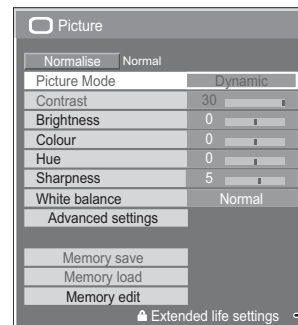 Picture
Normalise Normal
Picture Mode Dynamic
Contrast 30
Brightness 0
Colour 0
Hue 0
Sharpness 5
White balance Normal
Advanced settings
Memory save
Memory load
Memory edit
Extended life settings